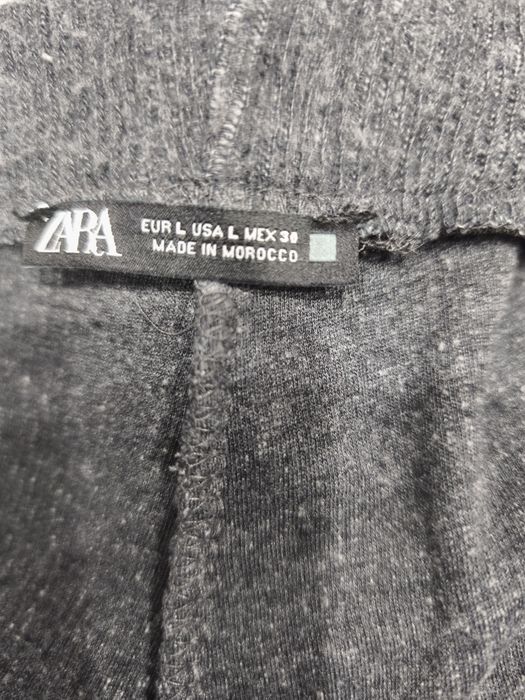 ZARA
EUR L USA L MEX 30
MADE IN MOROCCO